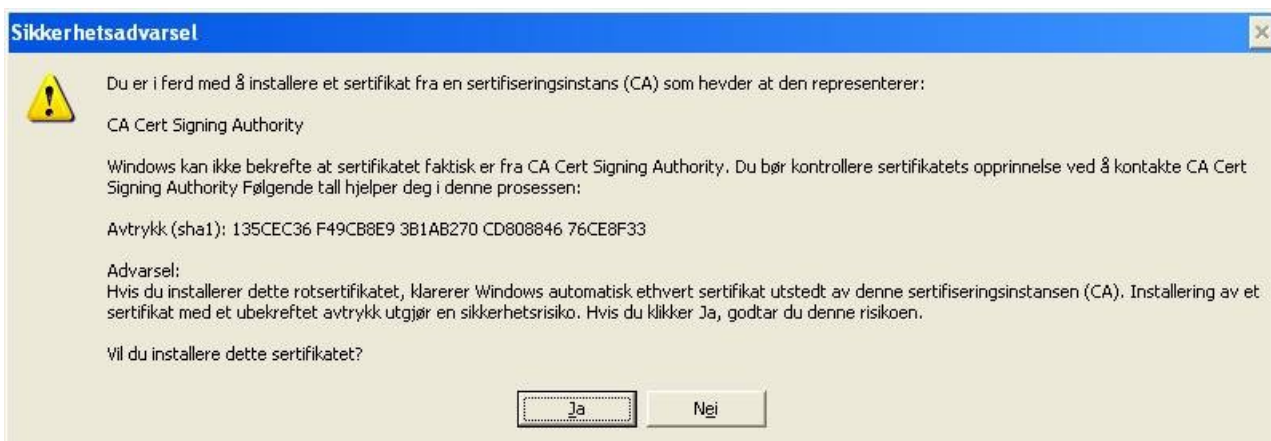 Sikkerhetsadvarsel
Du er i ferd med å installere et sertifikat fra en sertifiseringsinstans (CA) som hevder at den representerer:
CA Cert Signing Authority
Windows kan ikke bekrefte at sertifikatet faktisk er fra CA Cert Signing Authority. Du bør kontrollere sertifikatets opprinnelse ved å kontakte CA Cert
Signing Authority Følgende tall hjelper deg i denne prosessen:
Avtrykk (sha1): 135CEC36 F49CB8E9 3B1AB270 CD808846 76CE8F33
Advarsel:
Hvis du installerer dette rotsertifikatet, klarerer Windows automatisk ethvert sertifikat utstedt av denne sertifiseringsinstansen (CA). Installering av et
sertifikat med et ubekreftet avtrykk utgjør en sikkerhetsrisiko. Hvis du klikker Ja, godtar du denne risikoen.
Vil du installere dette sertifikatet?
Ja
Nei